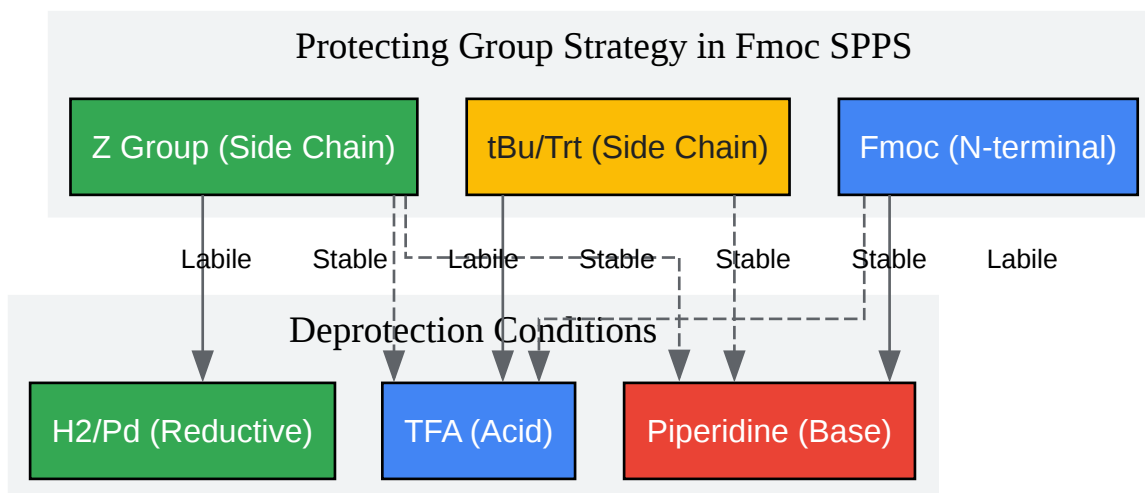 Protecting Group Strategy in Fmoc SPPS
Z Group (Side Chain)
tBu/Trt (Side Chain)
Fmoc (N-terminal)
Labile
Stable
Labile
Stable
Stable
Stable
Labile
Deprotection Conditions
H2/Pd (Reductive)
TFA (Acid)
Piperidine (Base)